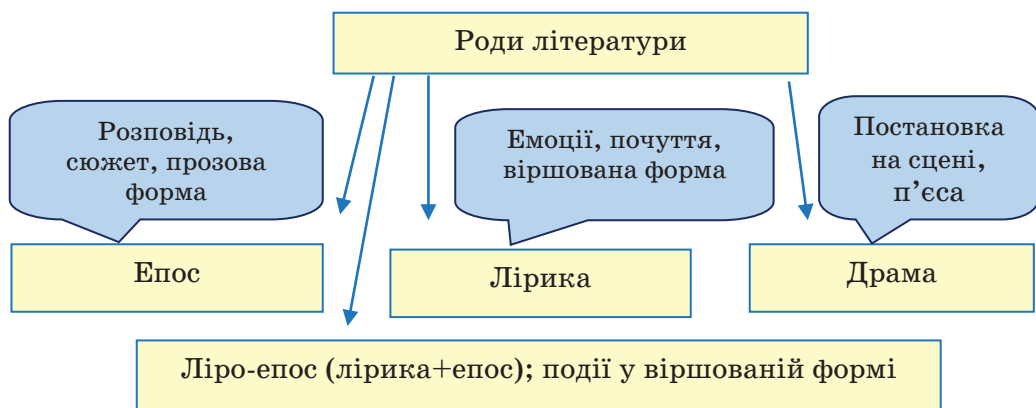 Роди літератури
Розповідь,
сюжет, прозова
форма
Емоції, почуття,
віршована форма
Постановка
на сцені,
п’єса
Епос
Лірика
Драма
Ліро-епос (лірика+епос); події у віршованій формі